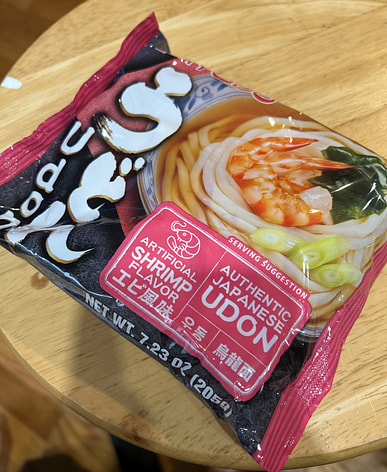 うどん
Udon
SERVING SUGGESTION
ARTIFICIAL
SHRIMP
FLAVOR
エビ風味
AUTHENTIC
JAPANESE
UDON
우동 烏龍麵
NET WT. 7.23 OZ (205g)